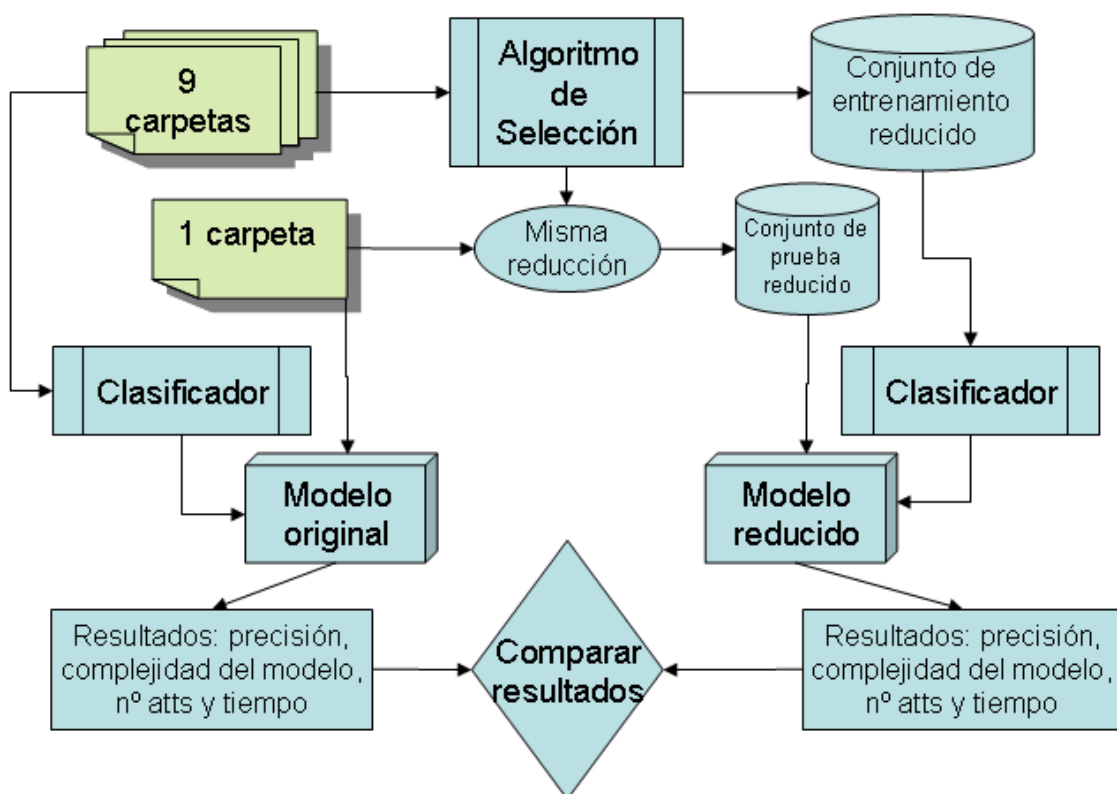 9
carpetas
Algoritmo
de
Selección
Conjunto de
entrenamiento
reducido
1 carpeta
Misma
reducción
Conjunto de
prueba
reducido
Clasificador
Clasificador
Modelo
original
Modelo
reducido
Resultados: precisión,
complejidad del modelo,
nº atts y tiempo
Comparar
resultados
Resultados: precisión,
complejidad del modelo,
nº atts y tiempo